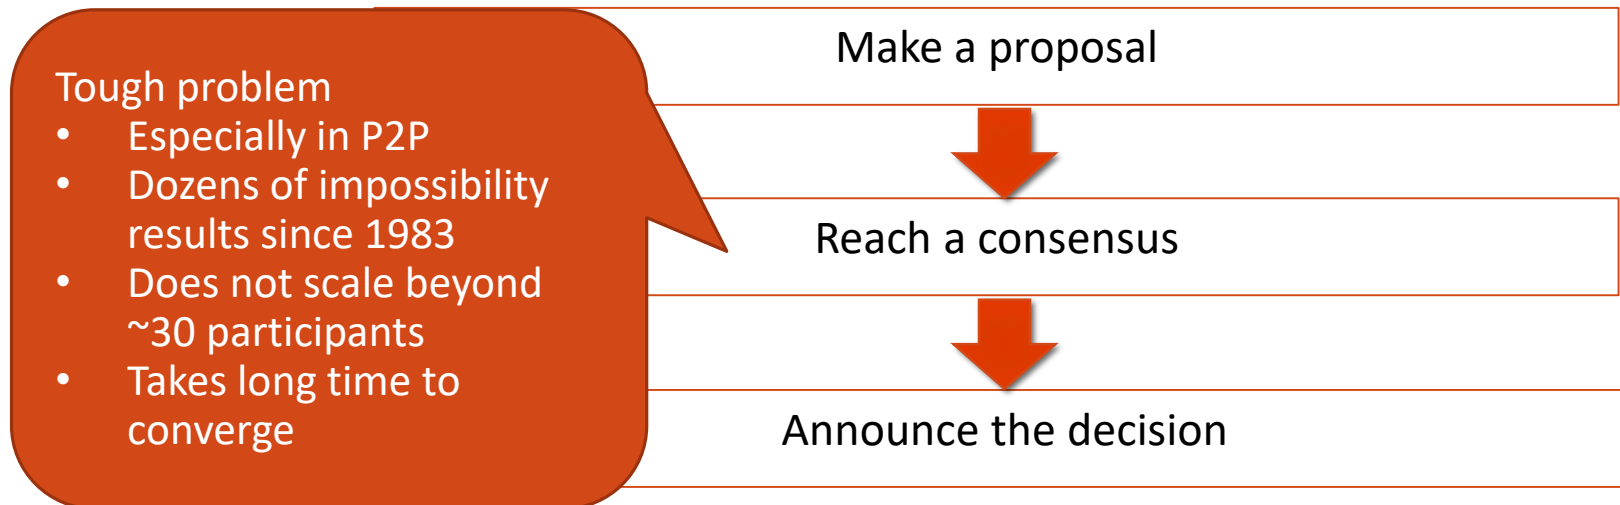 Make a proposal
Tough problem
• Especially in P2P
• Dozens of impossibility
results since 1983
• Does not scale beyond
~30 participants
• Takes long time to
converge
Reach a consensus
Announce the decision